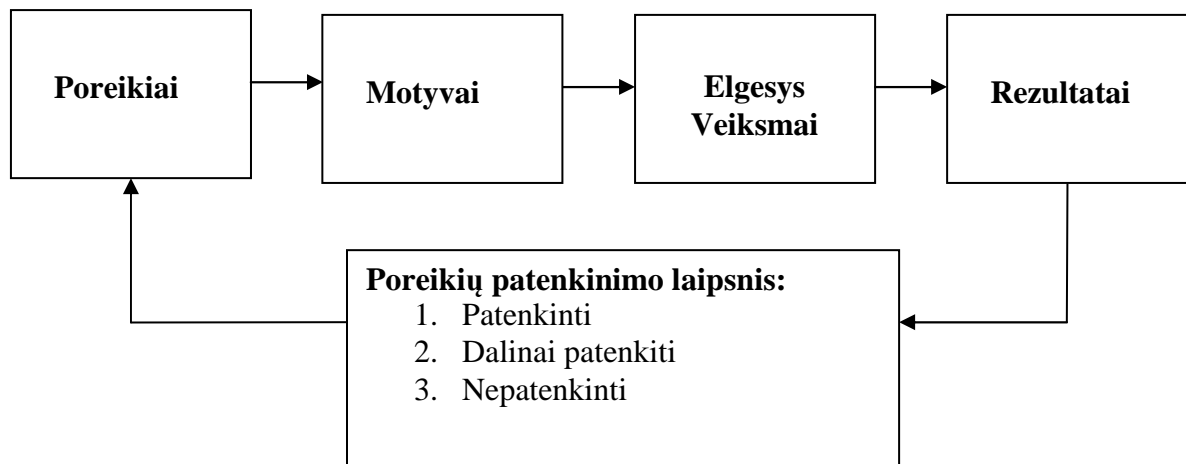 Poreikiai
Motyvai
Elgesys
Veiksmai
Rezultatai
Poreikių patenkinimo laipsnis:
1. Patenkinti
2. Dalinai patenkiti
3. Nepatenkinti